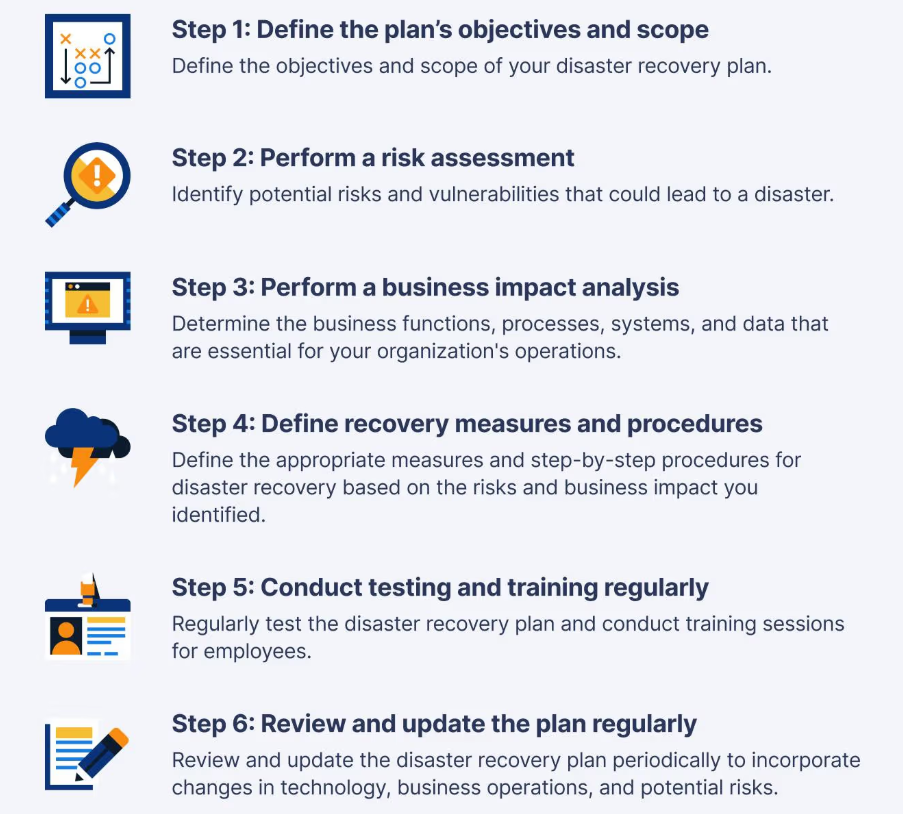 Step 1: Define the plan’s objectives and scope
Define the objectives and scope of your disaster recovery plan.
Step 2: Perform a risk assessment
Identify potential risks and vulnerabilities that could lead to a disaster.
Step 3: Perform a business impact analysis
Determine the business functions, processes, systems, and data that
are essential for your organization's operations.
Step 4: Define recovery measures and procedures
Define the appropriate measures and step-by-step procedures for
disaster recovery based on the risks and business impact you
identified.
Step 5: Conduct testing and training regularly
Regularly test the disaster recovery plan and conduct training sessions
for employees.
Step 6: Review and update the plan regularly
Review and update the disaster recovery plan periodically to incorporate
changes in technology, business operations, and potential risks.